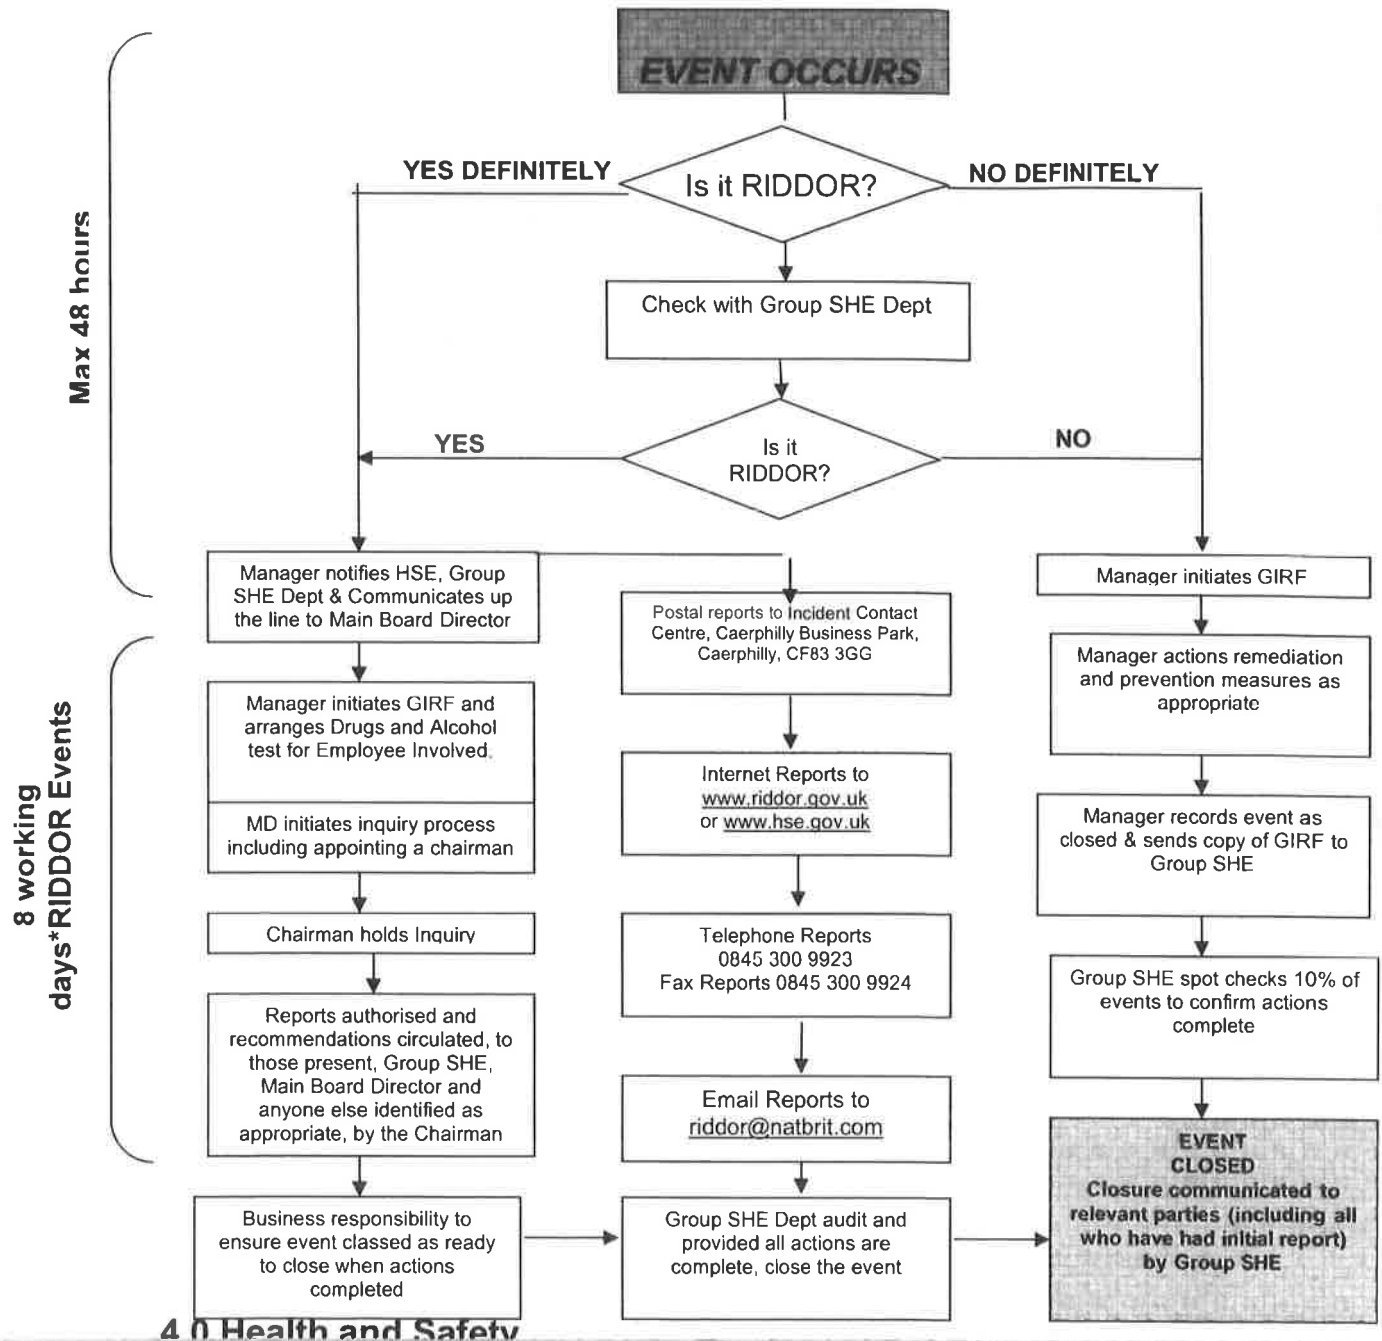 EVENT OCCURS
YES DEFINITELY
Is it RIDDOR?
NO DEFINITELY
Max 48 hours
Check with Group SHE Dept
YES
Is it
RIDDOR?
NO
Manager notifies HSE, Group
SHE Dept & Communicates up
the line to Main Board Director
8 working
days*RIDDOR Events
Manager initiates GIRF and
arranges Drugs and Alcohol
test for Employee Involved.
MD initiates inquiry process
including appointing a chairman
Chairman holds Inquiry
Reports authorised and
recommendations circulated, to
those present, Group SHE,
Main Board Director and
anyone else identified as
appropriate, by the Chairman
Business responsibility to
ensure event classed as ready
to close when actions
completed
Postal reports to Incident Contact
Centre, Caerphilly Business Park,
Caerphilly, CF83 3GG
Internet Reports to
www.riddor.gov.uk
or www.hse.gov.uk
Telephone Reports
0845 300 9923
Fax Reports 0845 300 9924
Email Reports to
riddor@natbrit.com
Group SHE Dept audit and
provided all actions are
complete, close the event
Manager initiates GIRF
Manager actions remediation
and prevention measures as
appropriate
Manager records event as
closed & sends copy of GIRF to
Group SHE
Group SHE spot checks 10% of
events to confirm actions
complete
EVENT
CLOSED
Closure communicated to
relevant parties (including all
who have had initial report)
by Group SHE
4.0 Health and Safety